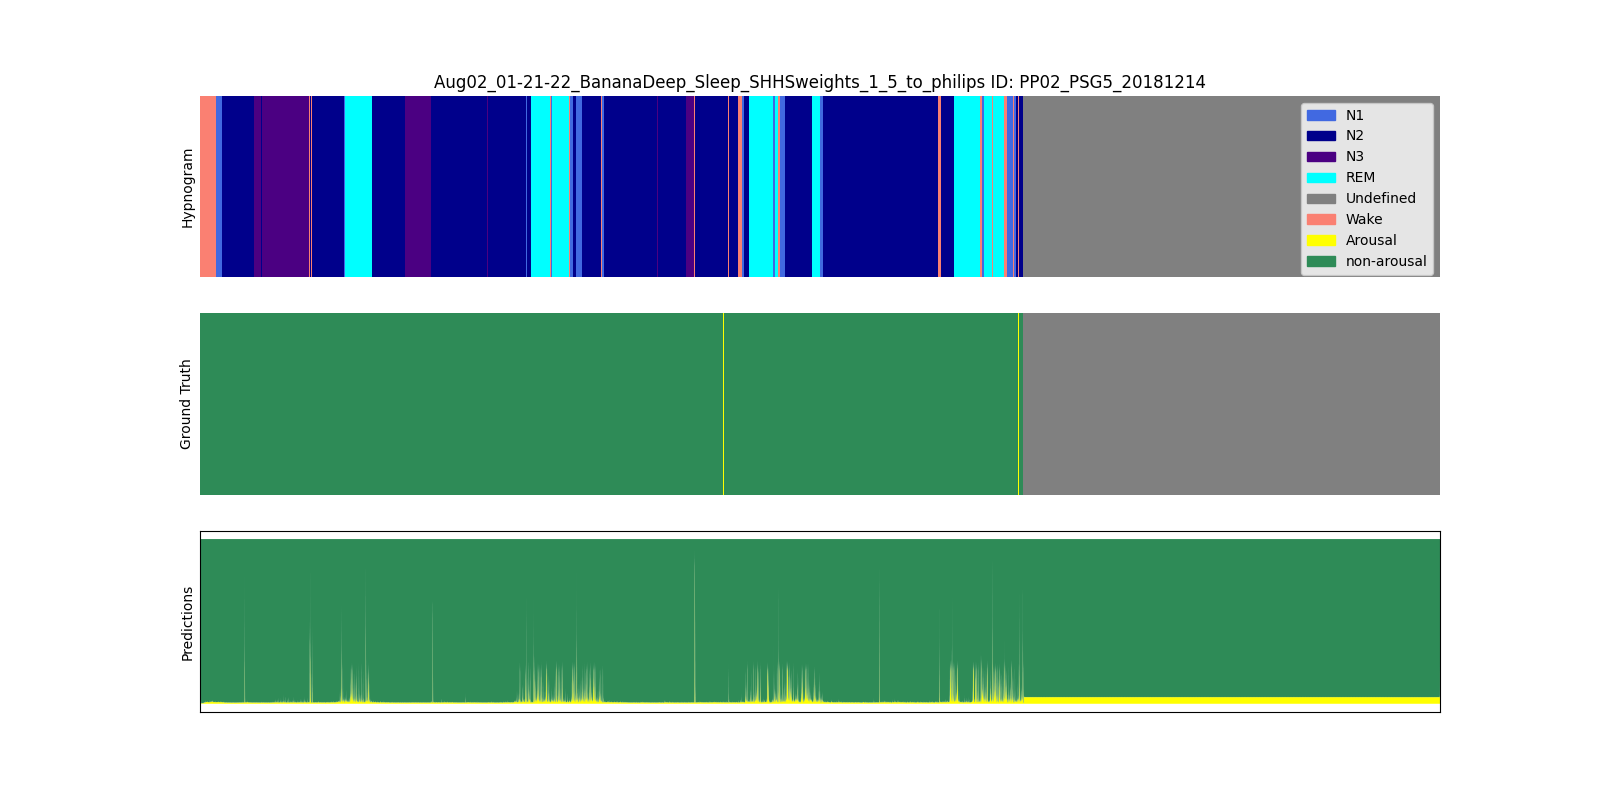 Aug02_01-21-22_BananaDeep_Sleep_SHHSweights_1_5_to_philips ID: PP02_PSG5_20181214
Hypnogram
N1
N2
N3
REM
Undefined
Wake
Arousal
non-arousal
Ground Truth
Predictions